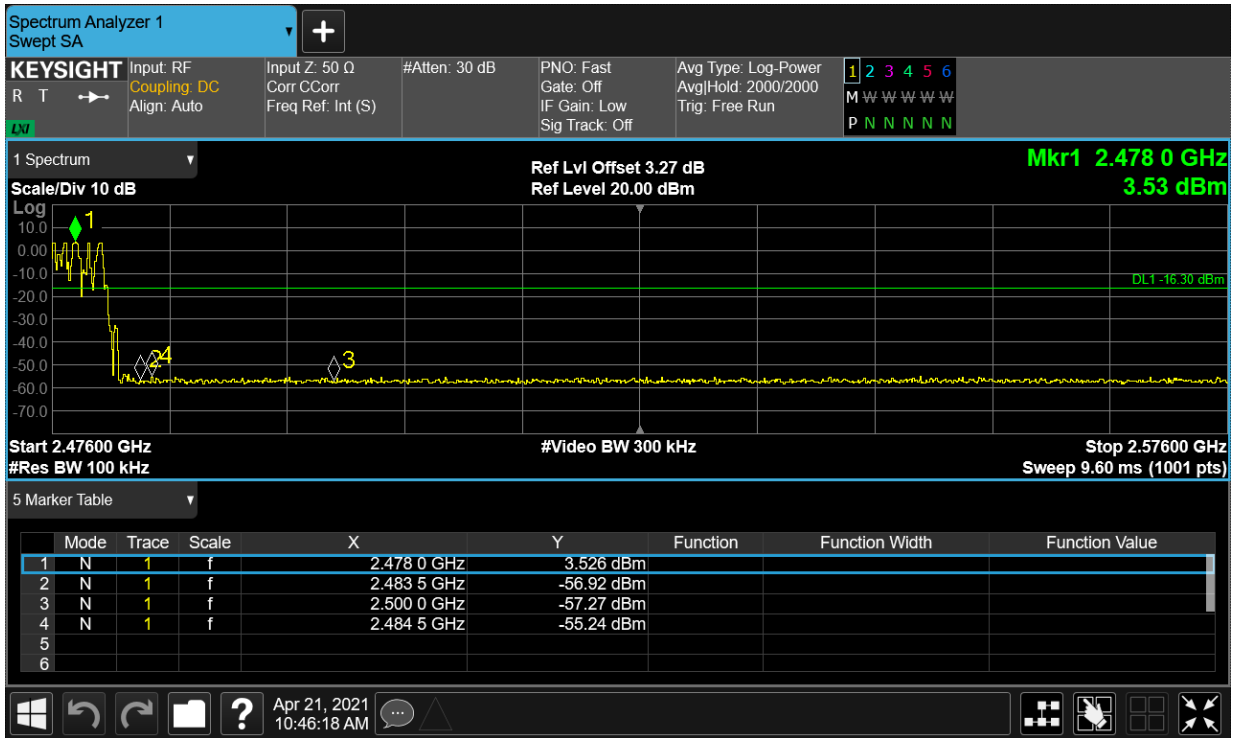 Spectrum Analyzer 1
Swept SA
KEYSIGHT
R T
LXI
Input: RF
Coupling: DC
Align: Auto
Input Z: 50 Ω
Corr CCorr
Freq Ref: Int (S)
#Atten: 30 dB
PNO: Fast
Gate: Off
IF Gain: Low
Sig Track: Off
Avg Type: Log-Power
Avg|Hold: 2000/2000
Trig: Free Run
1 2 3 4 5 6
M W W W W W
P N N N N N
1 Spectrum
Scale/Div 10 dB
Ref Lvl Offset 3.27 dB
Ref Level 20.00 dBm
Mkr1 2.478 0 GHz
3.53 dBm
Log
10.0
0.00
-10.0
-20.0
-30.0
-40.0
-50.0
-60.0
-70.0
1
DL1 -16.30 dBm
2
4
3
Start 2.47600 GHz
#Video BW 300 kHz
Stop 2.57600 GHz
#Res BW 100 kHz
Sweep 9.60 ms (1001 pts)
5 Marker Table
Mode Trace Scale X Y Function Function Width Function Value
1 N 1 f 2.478 0 GHz 3.526 dBm
2 N 1 f 2.483 5 GHz -56.92 dBm
3 N 1 f 2.500 0 GHz -57.27 dBm
4 N 1 f 2.484 5 GHz -55.24 dBm
5
6
?
Apr 21, 2021
10:46:18 AM